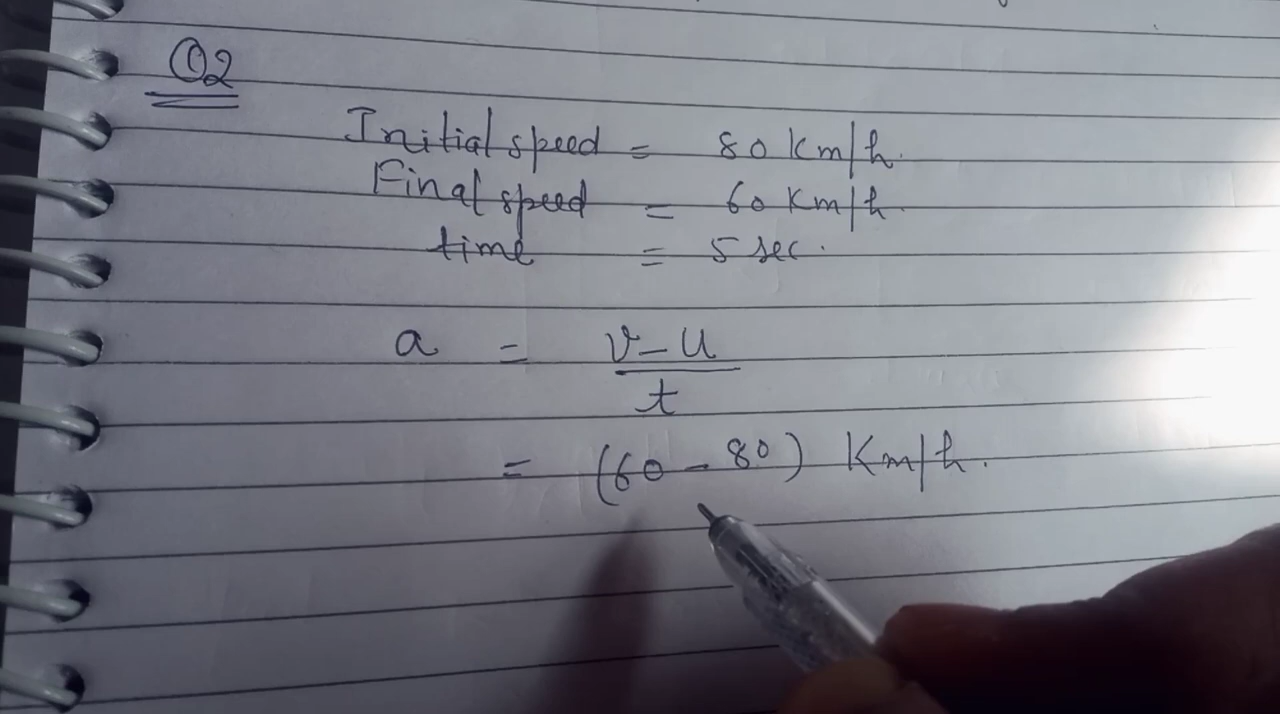 Q2
Initial speed = 80 km/h.
Final speed = 60 Km/h.
time = 5 sec.
a = v-u
t
= (60 - 80) Km/h.